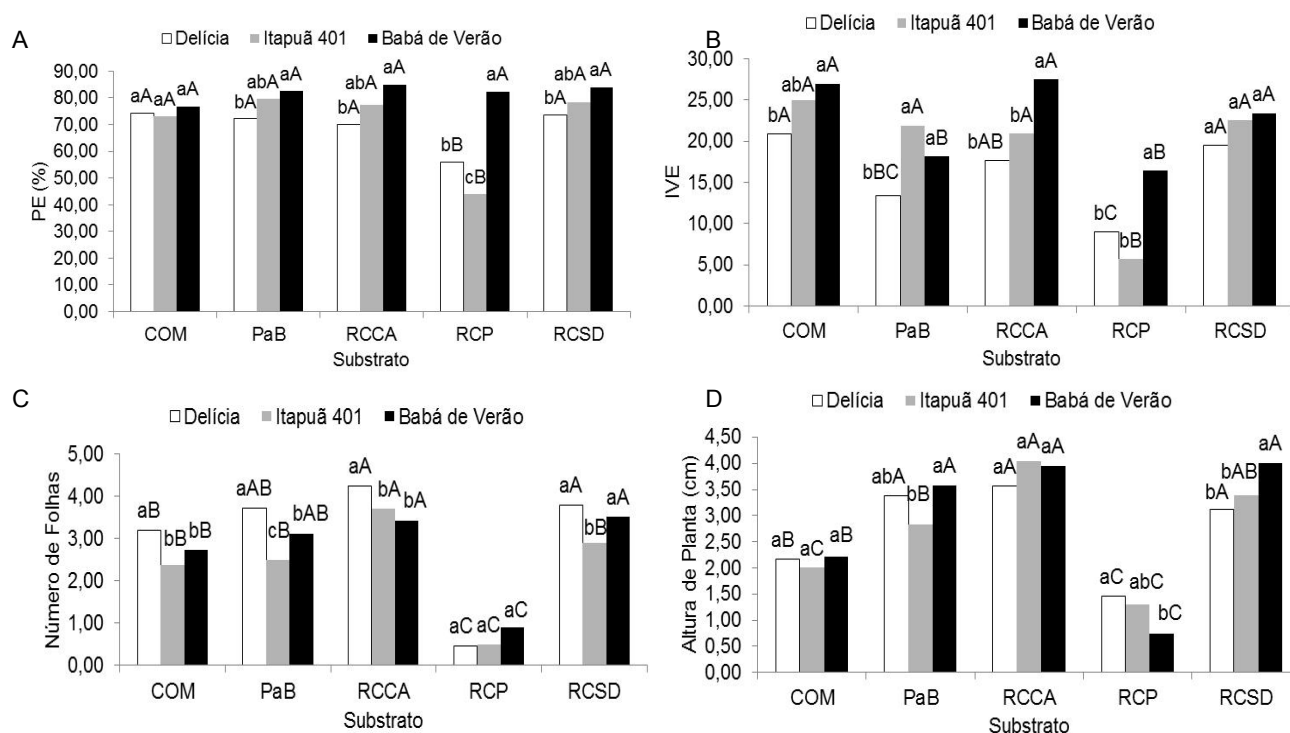 A
Delícia Itapuã 401 Babá de Verão
PE (%)
90,00
80,00
70,00
60,00
50,00
40,00
30,00
20,00
10,00
0,00
aA aA aA
bA abA aA
bA abA aA
bB cB aA
bA abA aA
COM PaB RCCA RCP RCSD
Substrato
B
Delícia Itapuã 401 Babá de Verão
IVE
30,00
25,00
20,00
15,00
10,00
5,00
0,00
bA abA aA
bBC aA aB
bAB bA aA
bC bB aB
aA aA aA
COM PaB RCCA RCP RCSD
Substrato
C
Delícia Itapuã 401 Babá de Verão
Número de Folhas
5,00
4,00
3,00
2,00
1,00
0,00
aB bB bB
aAB cB bAB
aA bA bA
aC aC aC
aA bB aA
COM PaB RCCA RCP RCSD
Substrato
D
Delícia Itapuã 401 Babá de Verão
Altura de Planta (cm)
4,50
4,00
3,50
3,00
2,50
2,00
1,50
1,00
0,50
0,00
aB aC aB
abA bB aA
aA aA aA
aC abC bC
bA bAB aA
COM PaB RCCA RCP RCSD
Substrato